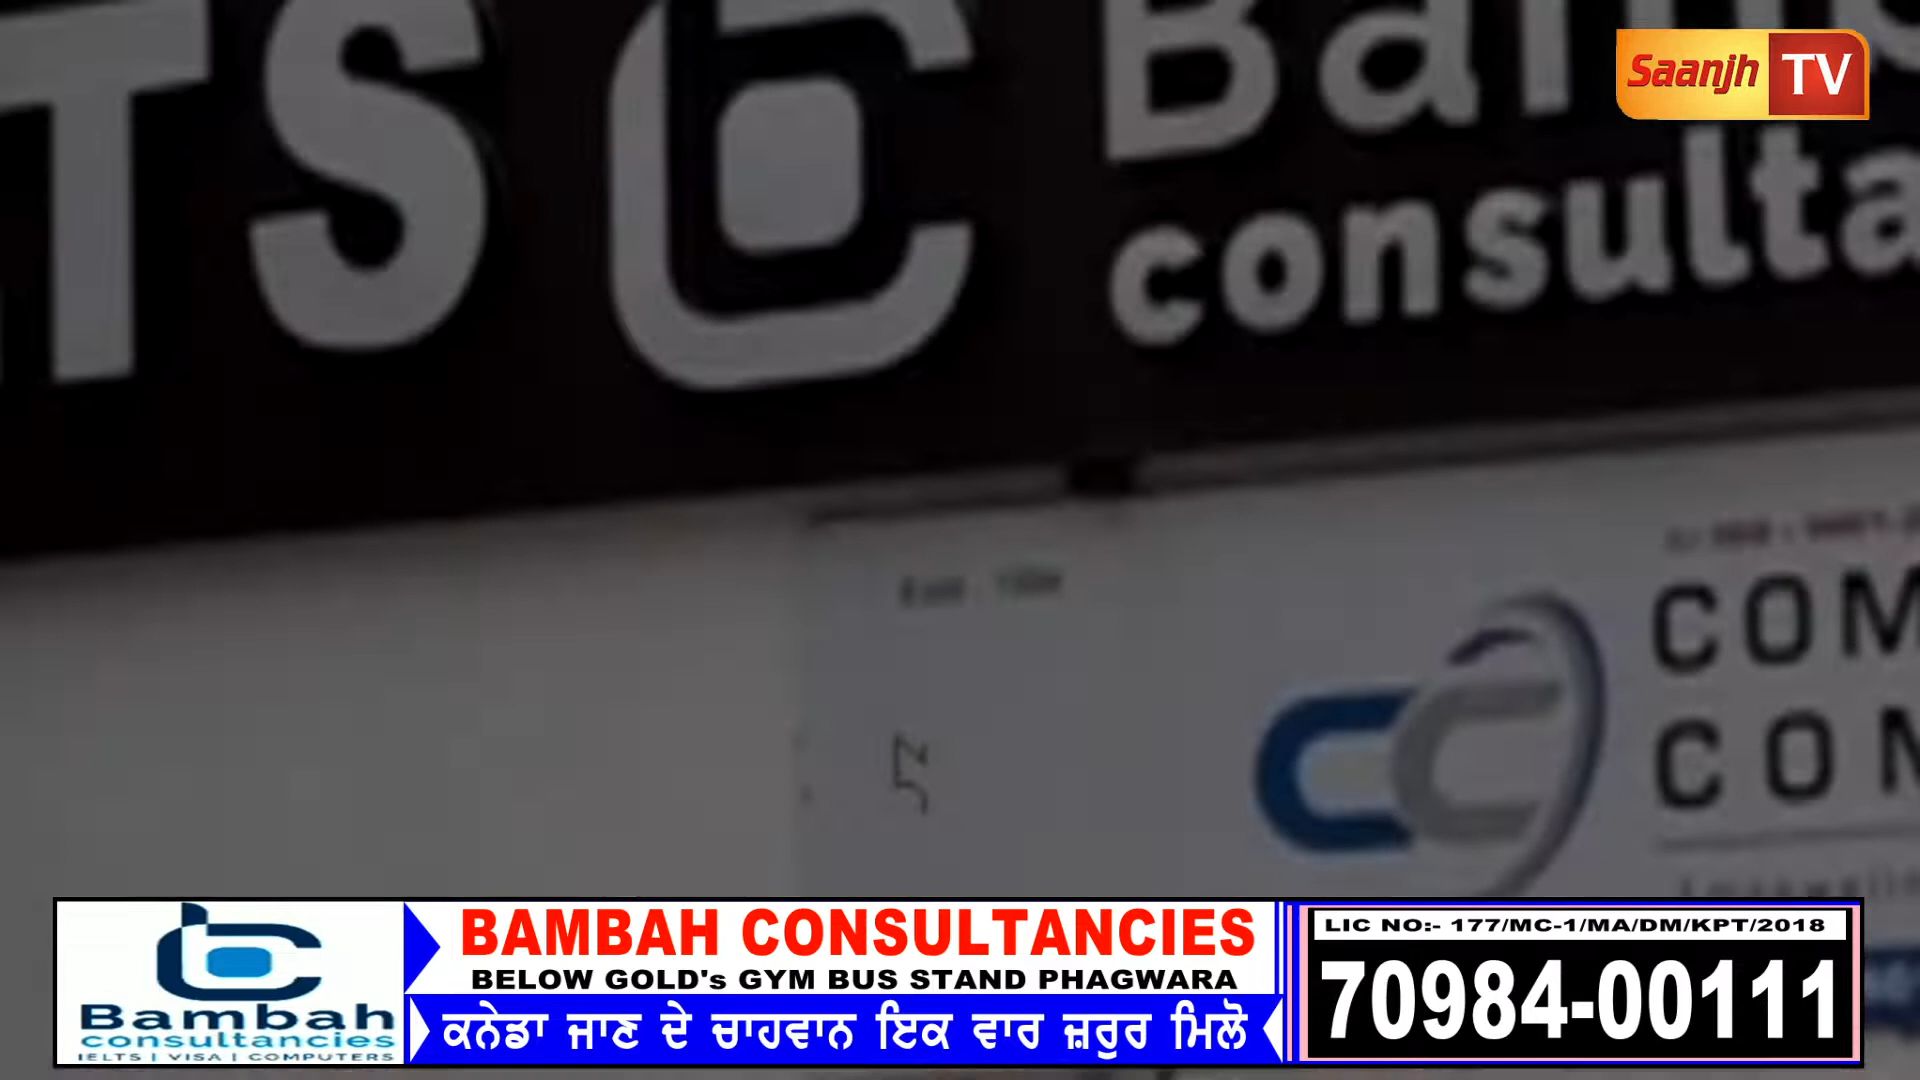 Saanjh TV
TS
consulta
COM
CON
BAMBAH CONSULTANCIES
BELOW GOLD's GYM BUS STAND PHAGWARA
ਕਨੇਡਾ ਜਾਣ ਦੇ ਚਾਹਵਾਨ ਇਕ ਵਾਰ ਜ਼ਰੂਰ ਮਿਲੋ
Bambah
consultancies
IELTS | VISA | COMPUTERS
LIC NO:- 177/MC-1/MA/DM/KPT/2018
70984-00111